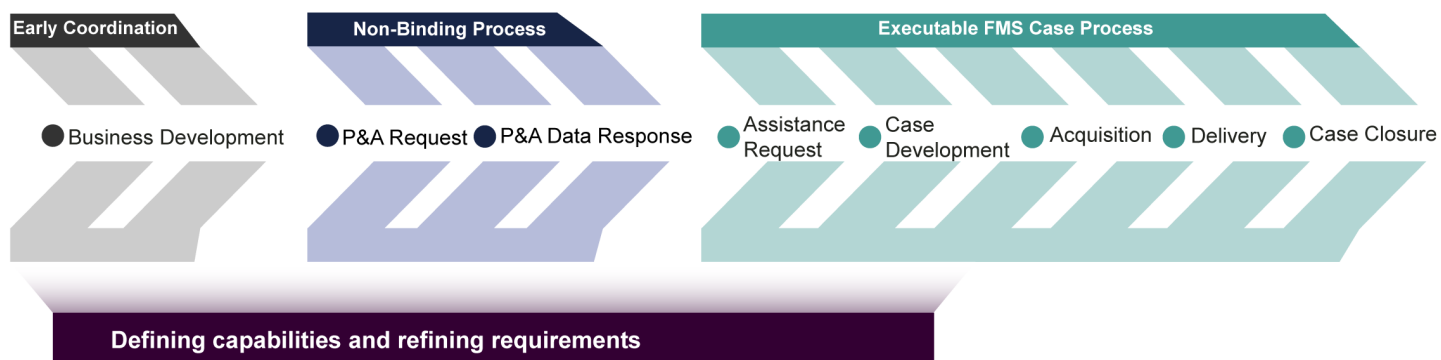 Early Coordination
Non-Binding Process
Executable FMS Case Process
Business Development
P&A Request
P&A Data Response
Assistance
Request
Case
Development
Acquisition
Delivery
Case Closure
Defining capabilities and refining requirements